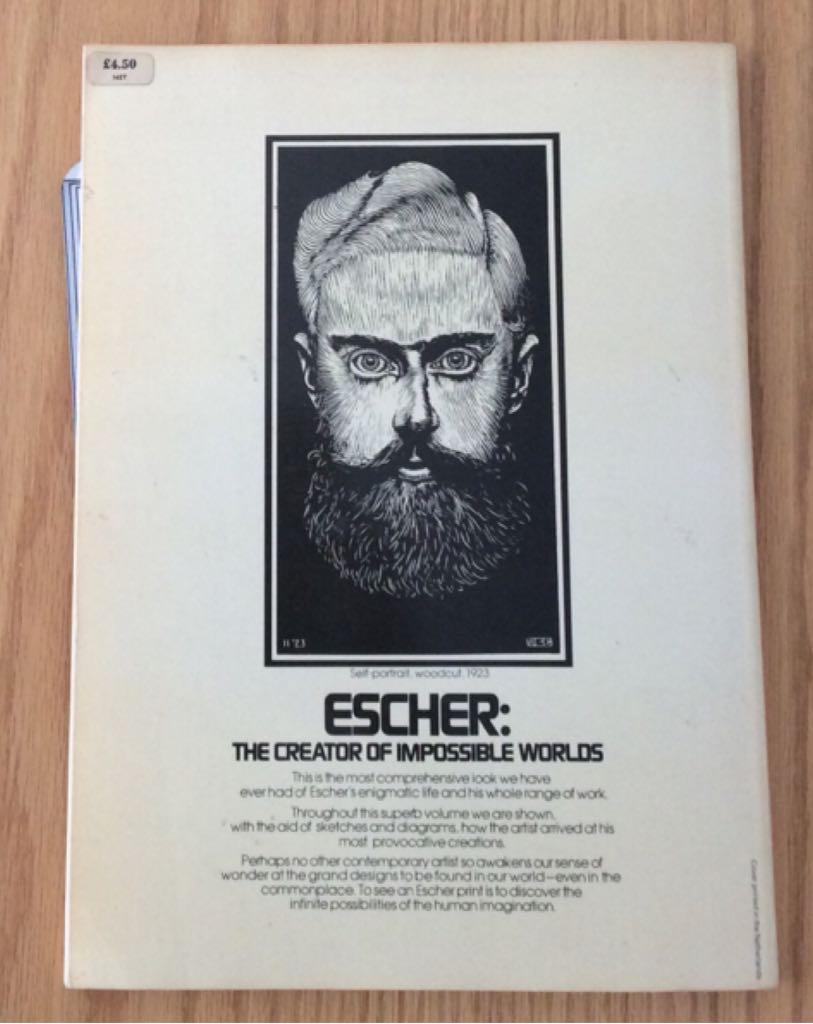 £4.50
NET
11 '23
Self-portrait, woodcut, 1923
ESCHER:
THE CREATOR OF IMPOSSIBLE WORLDS
This is the most comprehensive look we have
ever had of Escher's enigmatic life and his whole range of work.
Throughout this superb volume we are shown,
with the aid of sketches and diagrams, how the artist arrived at his
most provocative creations.
Perhaps no other contemporary artist so awakens our sense of
wonder at the grand designs to be found in our world—even in the
commonplace. To see an Escher print is to discover the
infinite possibilities of the human imagination.
Cover printed in the Netherlands